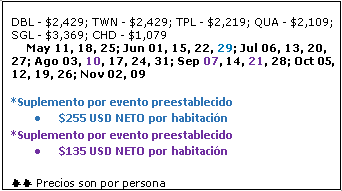 DBL - $2,429; TWN - $2,429; TPL - $2,219; QUA - $2,109;
SGL - $3,369; CHD - $1,079
May 11, 18, 25; Jun 01, 15, 22, 29; Jul 06, 13, 20,
27; Ago 03, 10, 17, 24, 31; Sep 07, 14, 21, 28; Oct 05,
12, 19, 26; Nov 02, 09
*Suplemento por evento preestablecido
● $255 USD NETO por habitación
*Suplemento por evento preestablecido
● $135 USD NETO por habitación
Precios son por persona